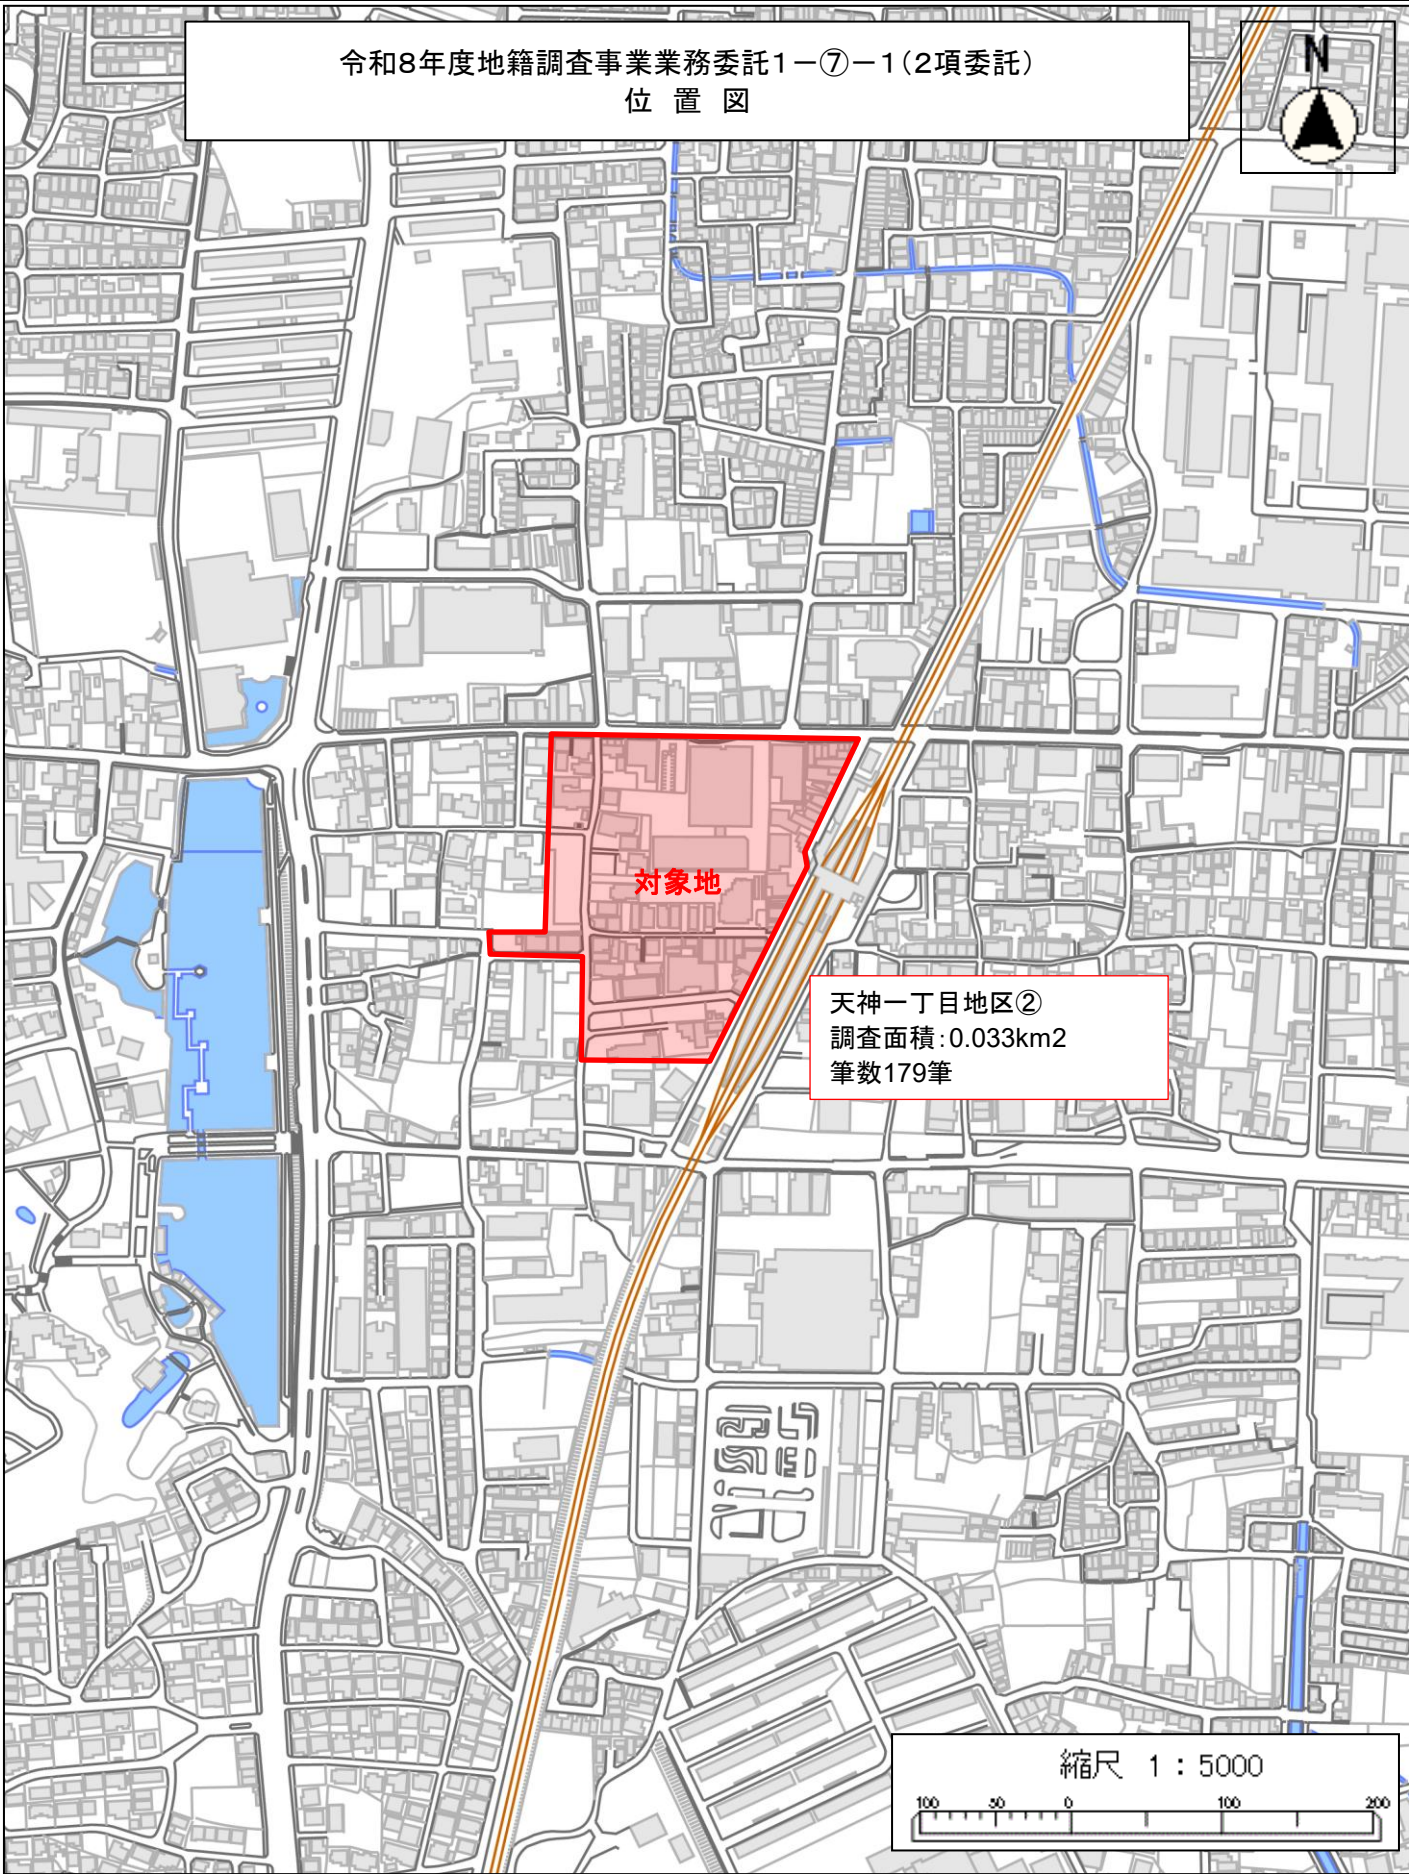 令和8年度地籍調査事業業務委託1－⑦－1(2項委託)
位 置 図
N
対象地
天神一丁目地区②
調査面積：0.033km2
筆数179筆
縮尺 1：5000
100 50 0 100 200